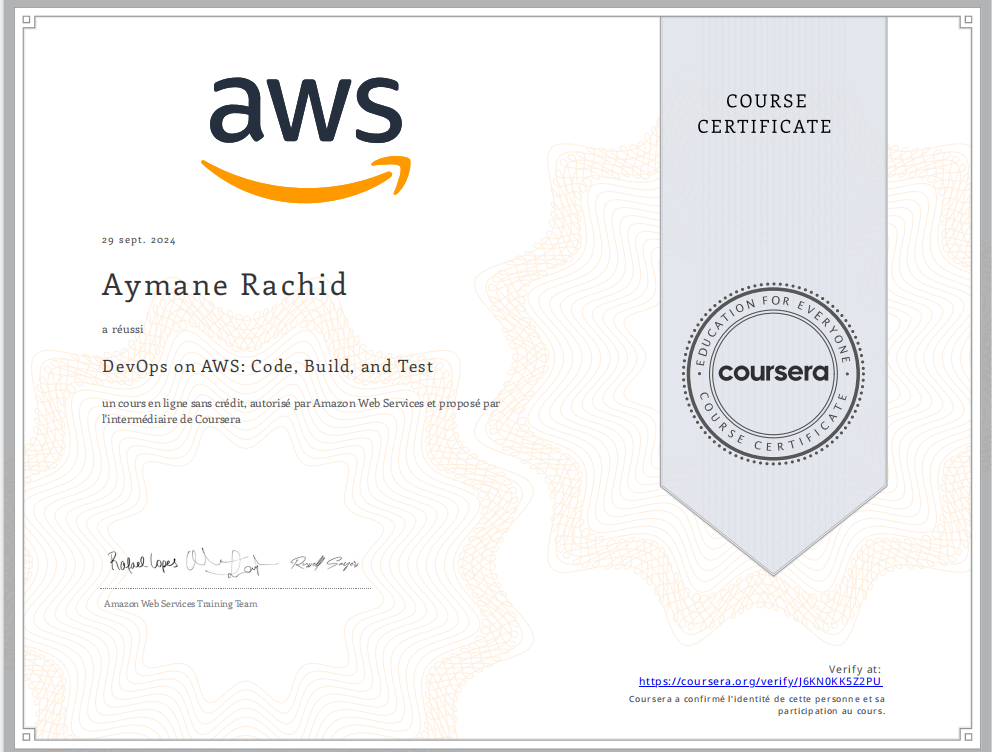 aws
COURSE
CERTIFICATE
29 sept. 2024
Aymane Rachid
a réussi
DevOps on AWS: Code, Build, and Test
un cours en ligne sans crédit, autorisé par Amazon Web Services et proposé par
l'intermédiaire de Coursera
EDUCATION FOR EVERYONE
coursera
COURSE CERTIFICATE
Rafael Lopes
Russell Sayers
Amazon Web Services Training Team
Verify at:
https://coursera.org/verify/J6KN0KK5Z2PU
Coursera a confirmé l'identité de cette personne et sa
participation au cours.